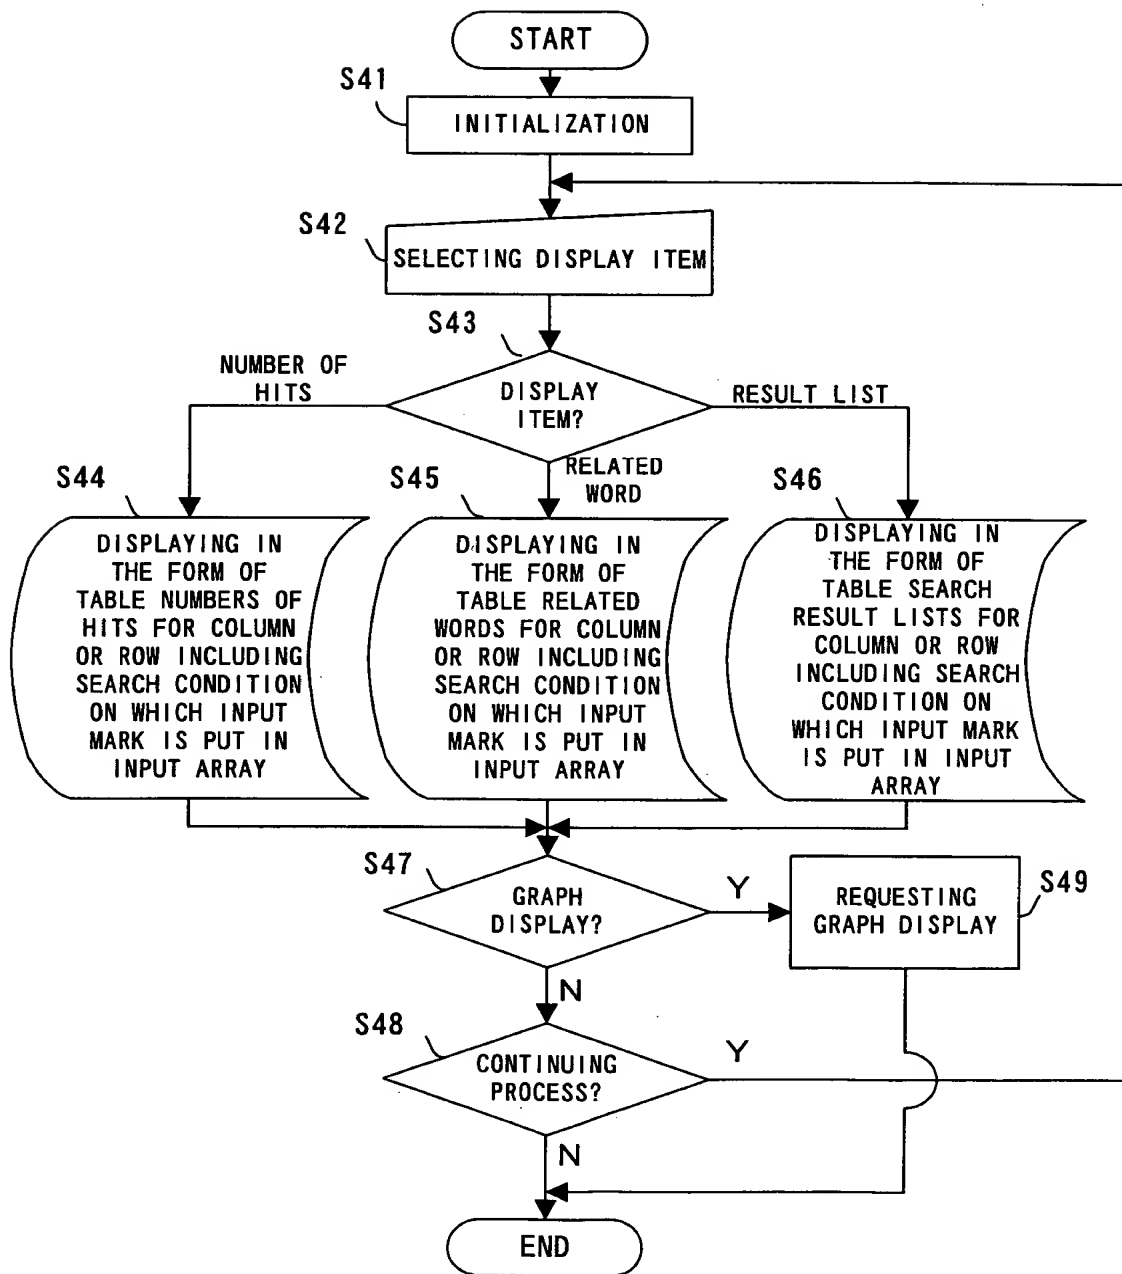 START
S41
INITIALIZATION
S42
SELECTING DISPLAY ITEM
S43
NUMBER OF
HITS
DISPLAY
ITEM?
RESULT LIST
RELATED
WORD
S44
DISPLAYING IN
THE FORM OF
TABLE NUMBERS OF
HITS FOR COLUMN
OR ROW INCLUDING
SEARCH CONDITION
ON WHICH INPUT
MARK IS PUT IN
INPUT ARRAY
S45
DISPLAYING IN
THE FORM OF
TABLE RELATED
WORDS FOR COLUMN
OR ROW INCLUDING
SEARCH CONDITION
ON WHICH INPUT
MARK IS PUT IN
INPUT ARRAY
S46
DISPLAYING IN
THE FORM OF
TABLE SEARCH
RESULT LISTS FOR
COLUMN OR ROW
INCLUDING SEARCH
CONDITION ON
WHICH INPUT MARK
IS PUT IN INPUT
ARRAY
S47
GRAPH
DISPLAY?
Y
REQUESTING
GRAPH DISPLAY
S49
N
S48
CONTINUING
PROCESS?
Y
N
END